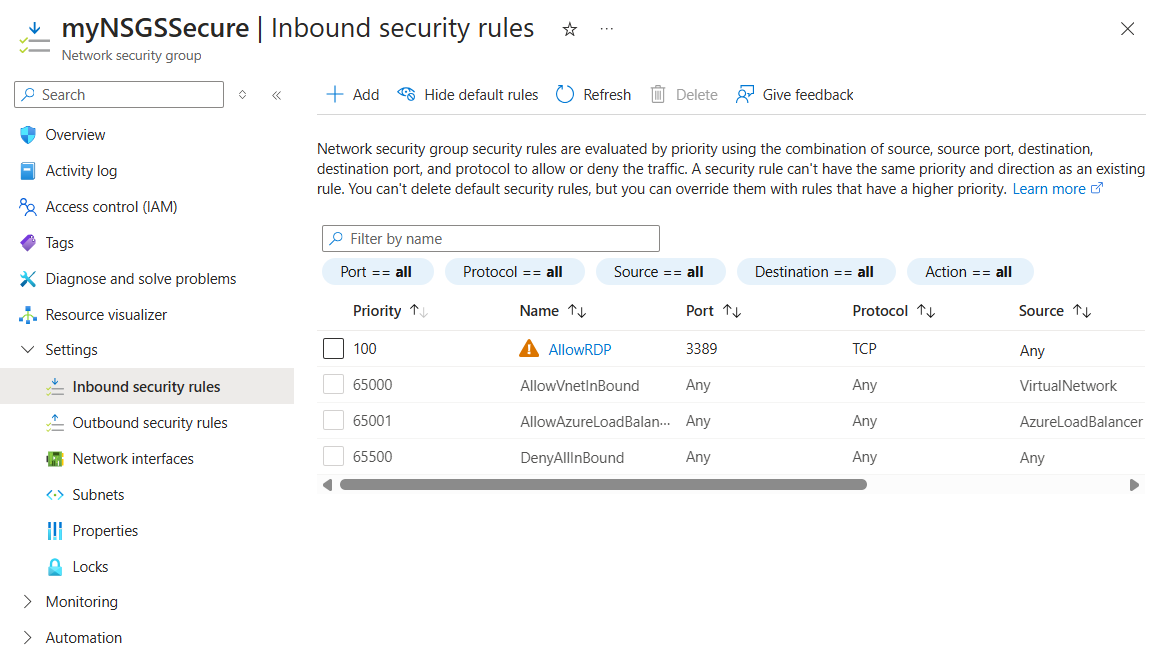 myNSGSSecure | Inbound security rules
Network security group
Search
Overview
Activity log
Access control (IAM)
Tags
Diagnose and solve problems
Resource visualizer
Settings
Inbound security rules
Outbound security rules
Network interfaces
Subnets
Properties
Locks
Monitoring
Automation
Add Hide default rules Refresh Delete Give feedback
Network security group security rules are evaluated by priority using the combination of source, source port, destination,
destination port, and protocol to allow or deny the traffic. A security rule can't have the same priority and direction as an existing
rule. You can't delete default security rules, but you can override them with rules that have a higher priority. Learn more
Filter by name
Port == all Protocol == all Source == all Destination == all Action == all
Priority Name Port Protocol Source
100 AllowRDP 3389 TCP Any
65000 AllowVnetInBound Any Any VirtualNetwork
65001 AllowAzureLoadBalan... Any Any AzureLoadBalancer
65500 DenyAllInBound Any Any Any